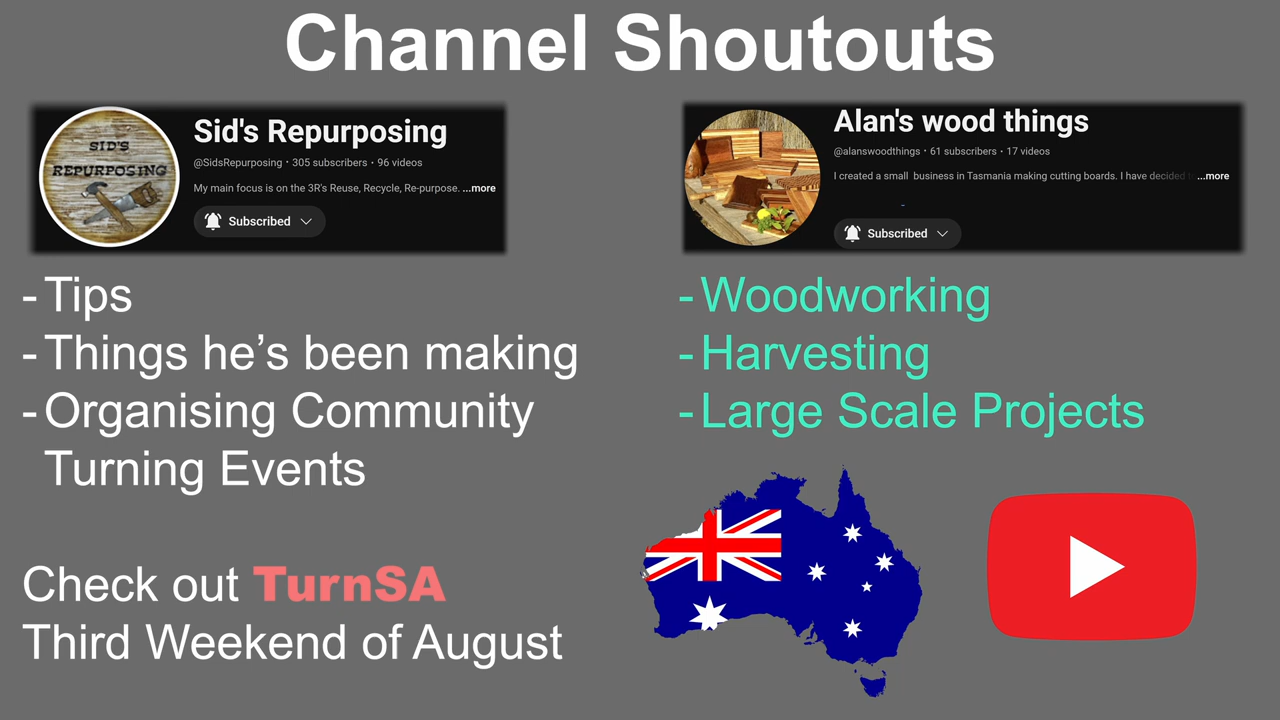 Channel Shoutouts
SID'S
REPURPOSING
Sid's Repurposing
@SidsRepurposing • 305 subscribers • 96 videos
My main focus is on the 3R's Reuse, Recycle, Re-purpose. ...more
Subscribed
- Tips
- Things he's been making
- Organising Community
Turning Events
Check out TurnSA
Third Weekend of August
Alan's wood things
@alanswoodthings • 61 subscribers • 17 videos
I created a small business in Tasmania making cutting boards. I have decided ...more
Subscribed
- Woodworking
- Harvesting
- Large Scale Projects